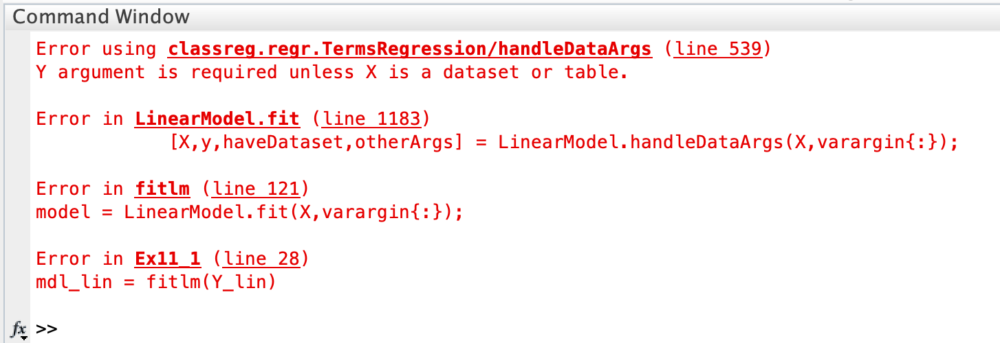 Command Window
Error using classreg.regr.TermsRegression/handleDataArgs (line 539)
Y argument is required unless X is a dataset or table.
Error in LinearModel.fit (line 1183)
[X,y,haveDataset,otherArgs] = LinearModel.handleDataArgs(X,varargin{:});
Error in fitlm (line 121)
model = LinearModel.fit(X,varargin{:});
Error in Ex11_1 (line 28)
mdl_lin = fitlm(Y_lin)
fx >>